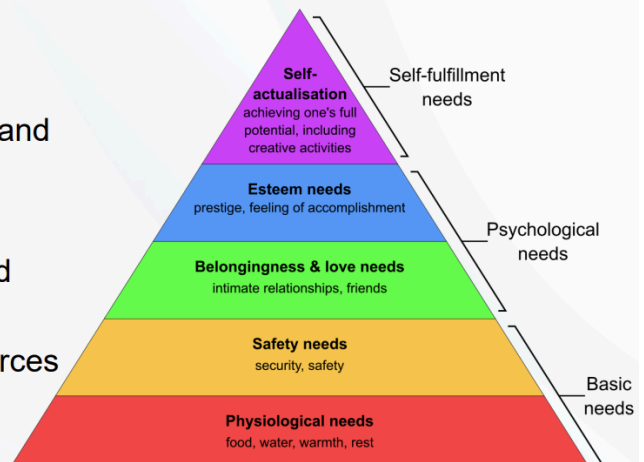 Self-
actualisation
achieving one's full
potential, including
creative activities
Self-fulfillment
needs
and
Esteem needs
prestige, feeling of accomplishment
Psychological
needs
d
Belongingness & love needs
intimate relationships, friends
Safety needs
security, safety
rces
Basic
needs
Physiological needs
food, water, warmth, rest